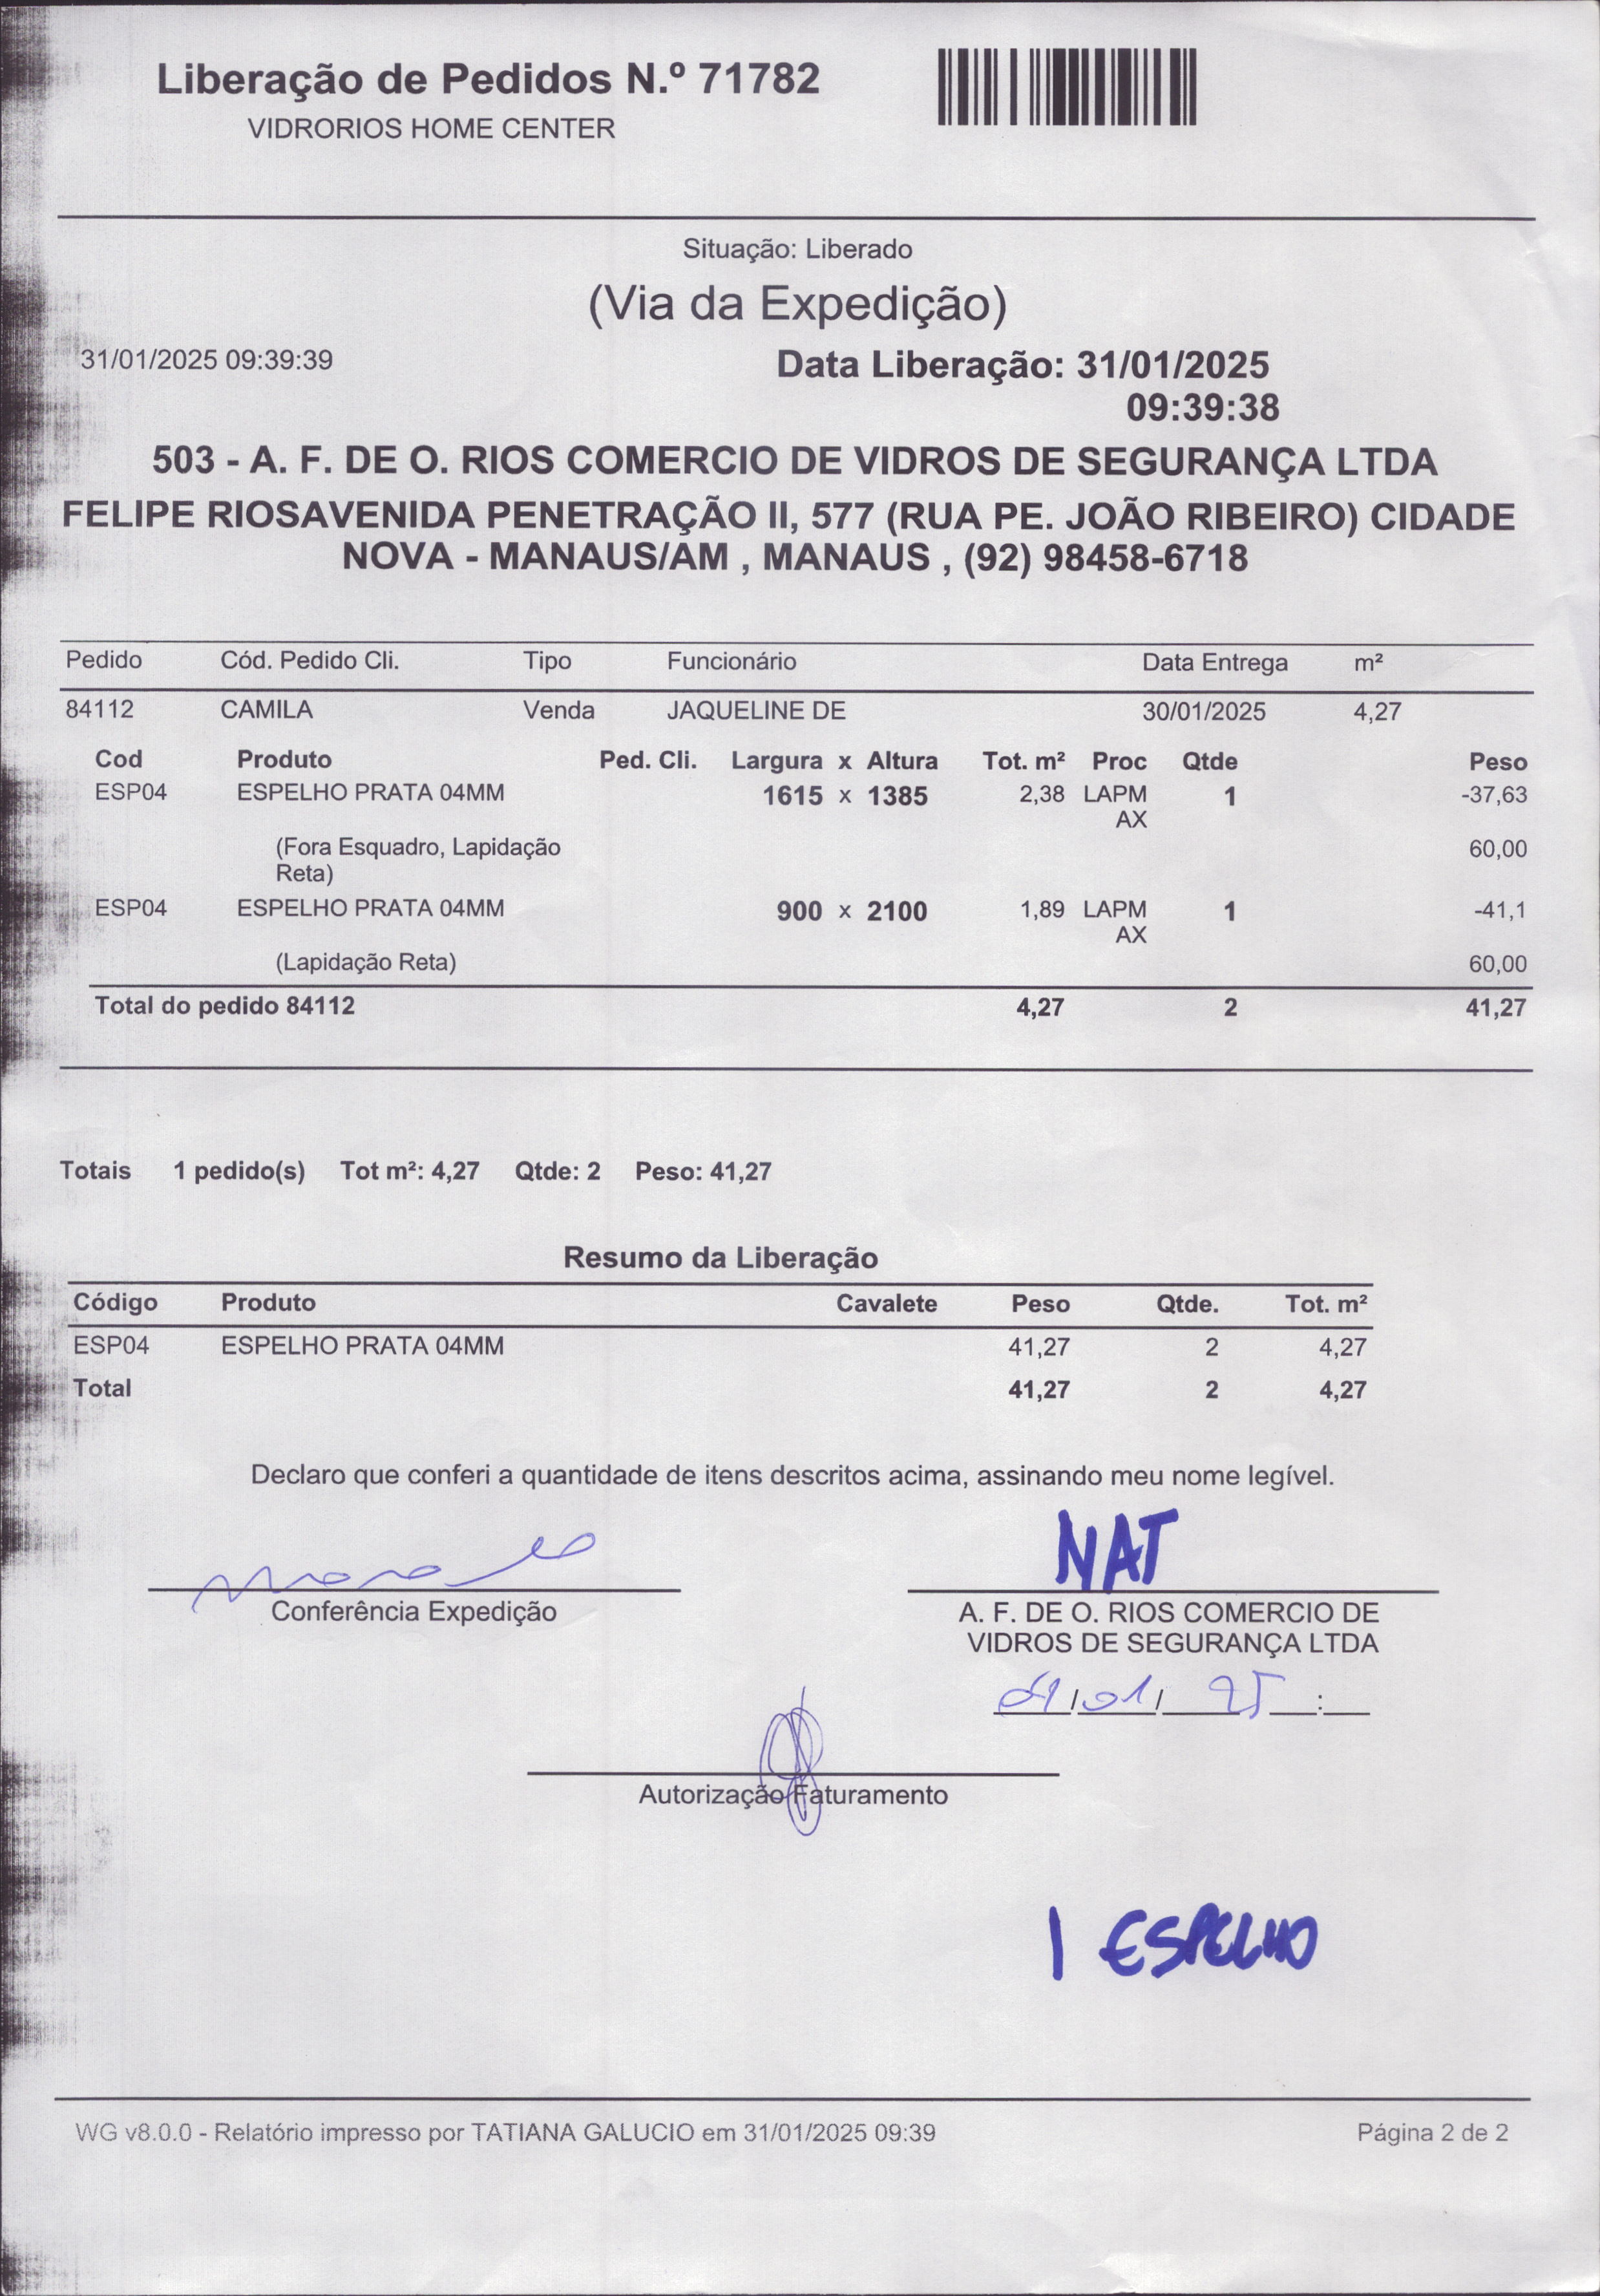 Liberação de Pedidos N.º 71782
VIDRORIOS HOME CENTER
Situação: Liberado
(Via da Expedição)
31/01/2025 09:39:39
Data Liberação: 31/01/2025
09:39:38
503 - A. F. DE O. RIOS COMERCIO DE VIDROS DE SEGURANÇA LTDA
FELIPE RIOSAVENIDA PENETRAÇÃO II, 577 (RUA PE. JOÃO RIBEIRO) CIDADE
NOVA - MANAUS/AM , MANAUS , (92) 98458-6718
Pedido Cód. Pedido Cli. Tipo Funcionário Data Entrega m²
84112 CAMILA Venda JAQUELINE DE 30/01/2025 4,27
Cod Produto Ped. Cli. Largura x Altura Tot. m² Proc Qtde Peso
ESP04 ESPELHO PRATA 04MM 1615 x 1385 2,38 LAPM 1 -37,63
AX
(Fora Esquadro, Lapidação 60,00
Reta)
ESP04 ESPELHO PRATA 04MM 900 x 2100 1,89 LAPM 1 -41,1
AX
(Lapidação Reta) 60,00
Total do pedido 84112 4,27 2 41,27
Totais 1 pedido(s) Tot m²: 4,27 Qtde: 2 Peso: 41,27
Resumo da Liberação
Código Produto Cavalete Peso Qtde. Tot. m²
ESP04 ESPELHO PRATA 04MM 41,27 2 4,27
Total 41,27 2 4,27
Declaro que conferi a quantidade de itens descritos acima, assinando meu nome legível.
NAT
Conferência Expedição
A. F. DE O. RIOS COMERCIO DE
VIDROS DE SEGURANÇA LTDA
Autorização Faturamento
1 ESPELHO
WG v8.0.0 - Relatório impresso por TATIANA GALUCIO em 31/01/2025 09:39 Página 2 de 2